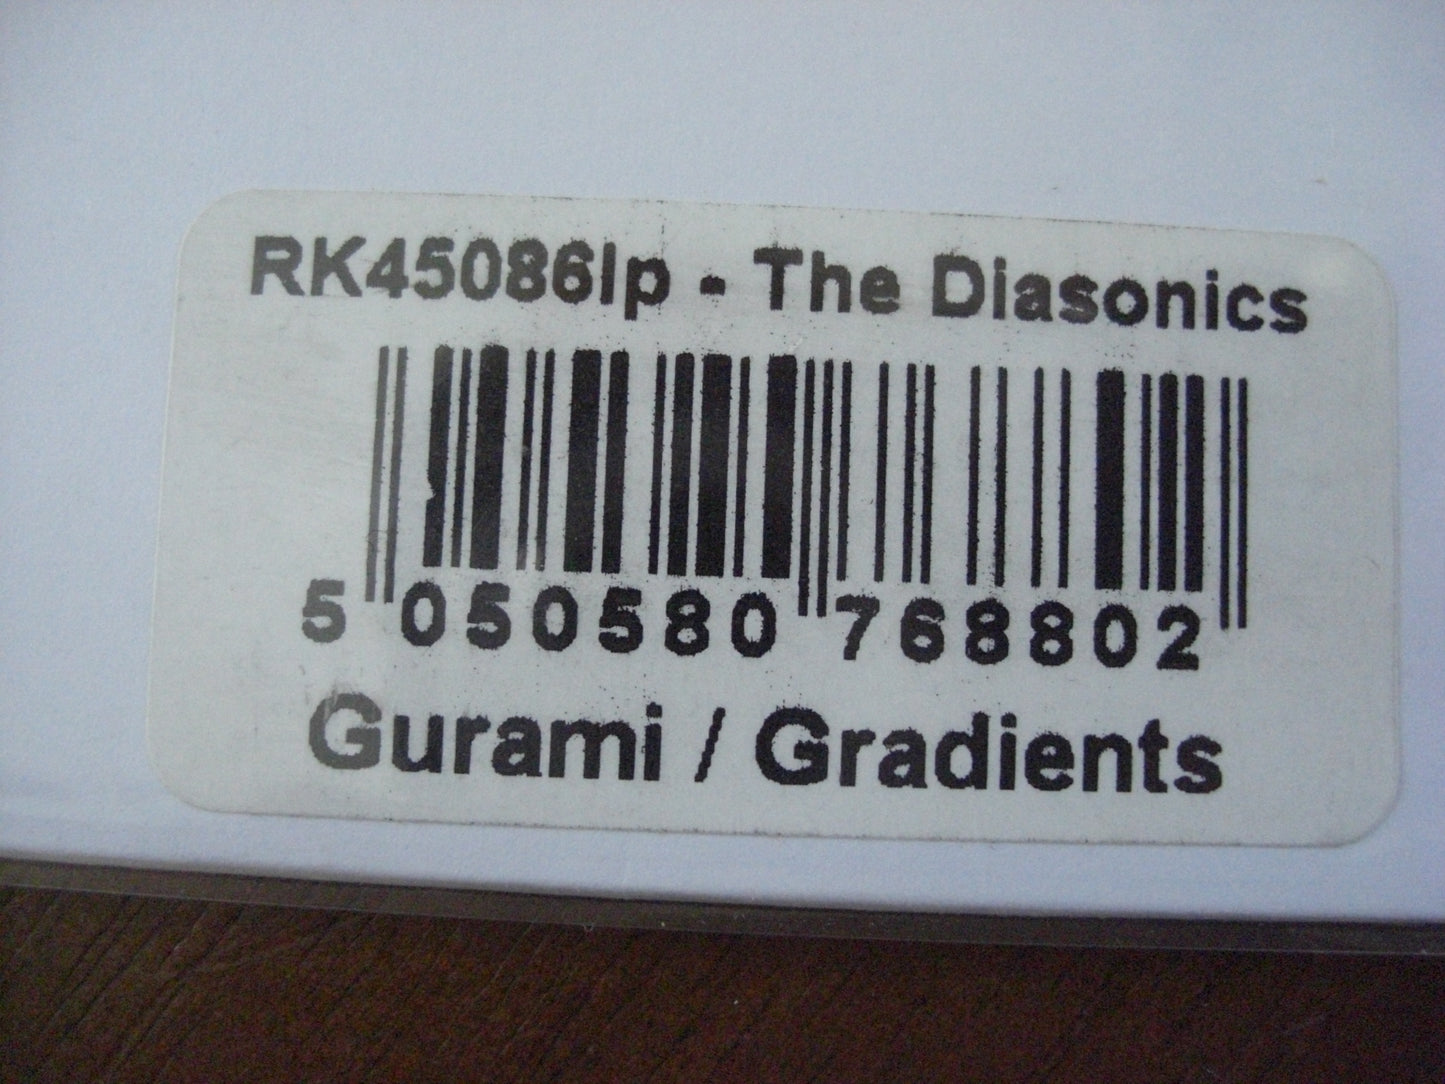 RK45086lp - The Diasonics
5 050580 768802
Gurami / Gradients